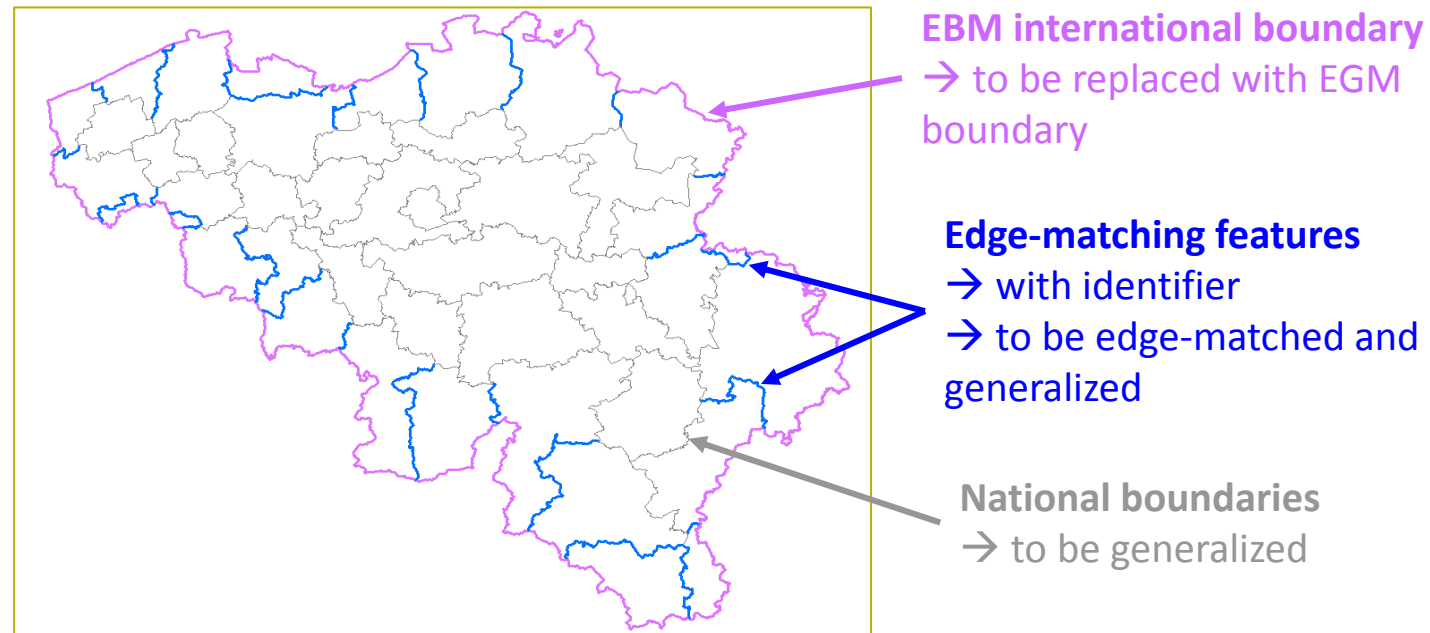 EBM international boundary
→ to be replaced with EGM
boundary
Edge-matching features
→ with identifier
→ to be edge-matched and
generalized
National boundaries
→ to be generalized